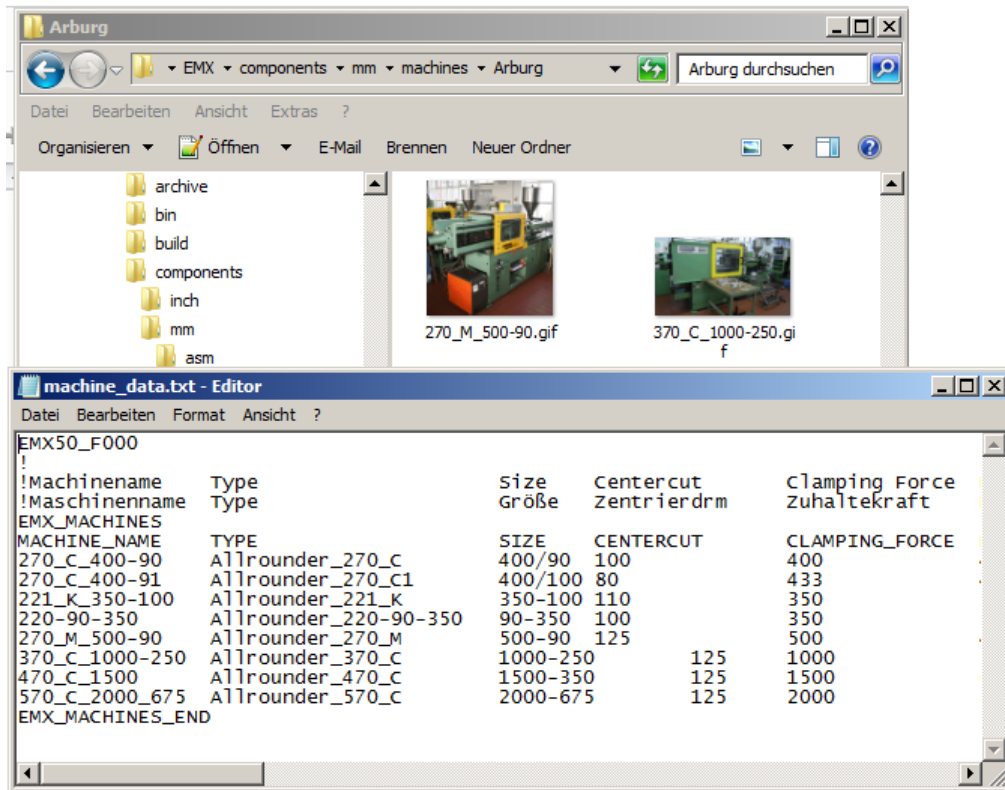 Arburg
EMX components mm machines Arburg Arburg durchsuchen
Datei Bearbeiten Ansicht Extras ?
Organisieren Öffnen E-Mail Brennen Neuer Ordner
archive
bin
build
components
inch
mm
asm
270_M_500-90.gif
370_C_1000-250.gi
f
machine_data.txt - Editor
Datei Bearbeiten Format Ansicht ?
EMX50_F000
!
!Machinename Type Size Centercut Clamping Force
!Maschinenname Type Größe Zentrierdrm Zuhaltekraft
EMX_MACHINES
MACHINE_NAME TYPE SIZE CENTERCUT CLAMPING_FORCE
270_C_400-90 Allrounder_270_C 400/90 100 400
270_C_400-91 Allrounder_270_C1 400/100 80 433
221_K_350-100 Allrounder_221_K 350-100 110 350
220-90-350 Allrounder_220-90-350 90-350 100 350
270_M_500-90 Allrounder_270_M 500-90 125 500
370_C_1000-250 Allrounder_370_C 1000-250 125 1000
470_C_1500 Allrounder_470_C 1500-350 125 1500
570_C_2000_675 Allrounder_570_C 2000-675 125 2000
EMX_MACHINES_END